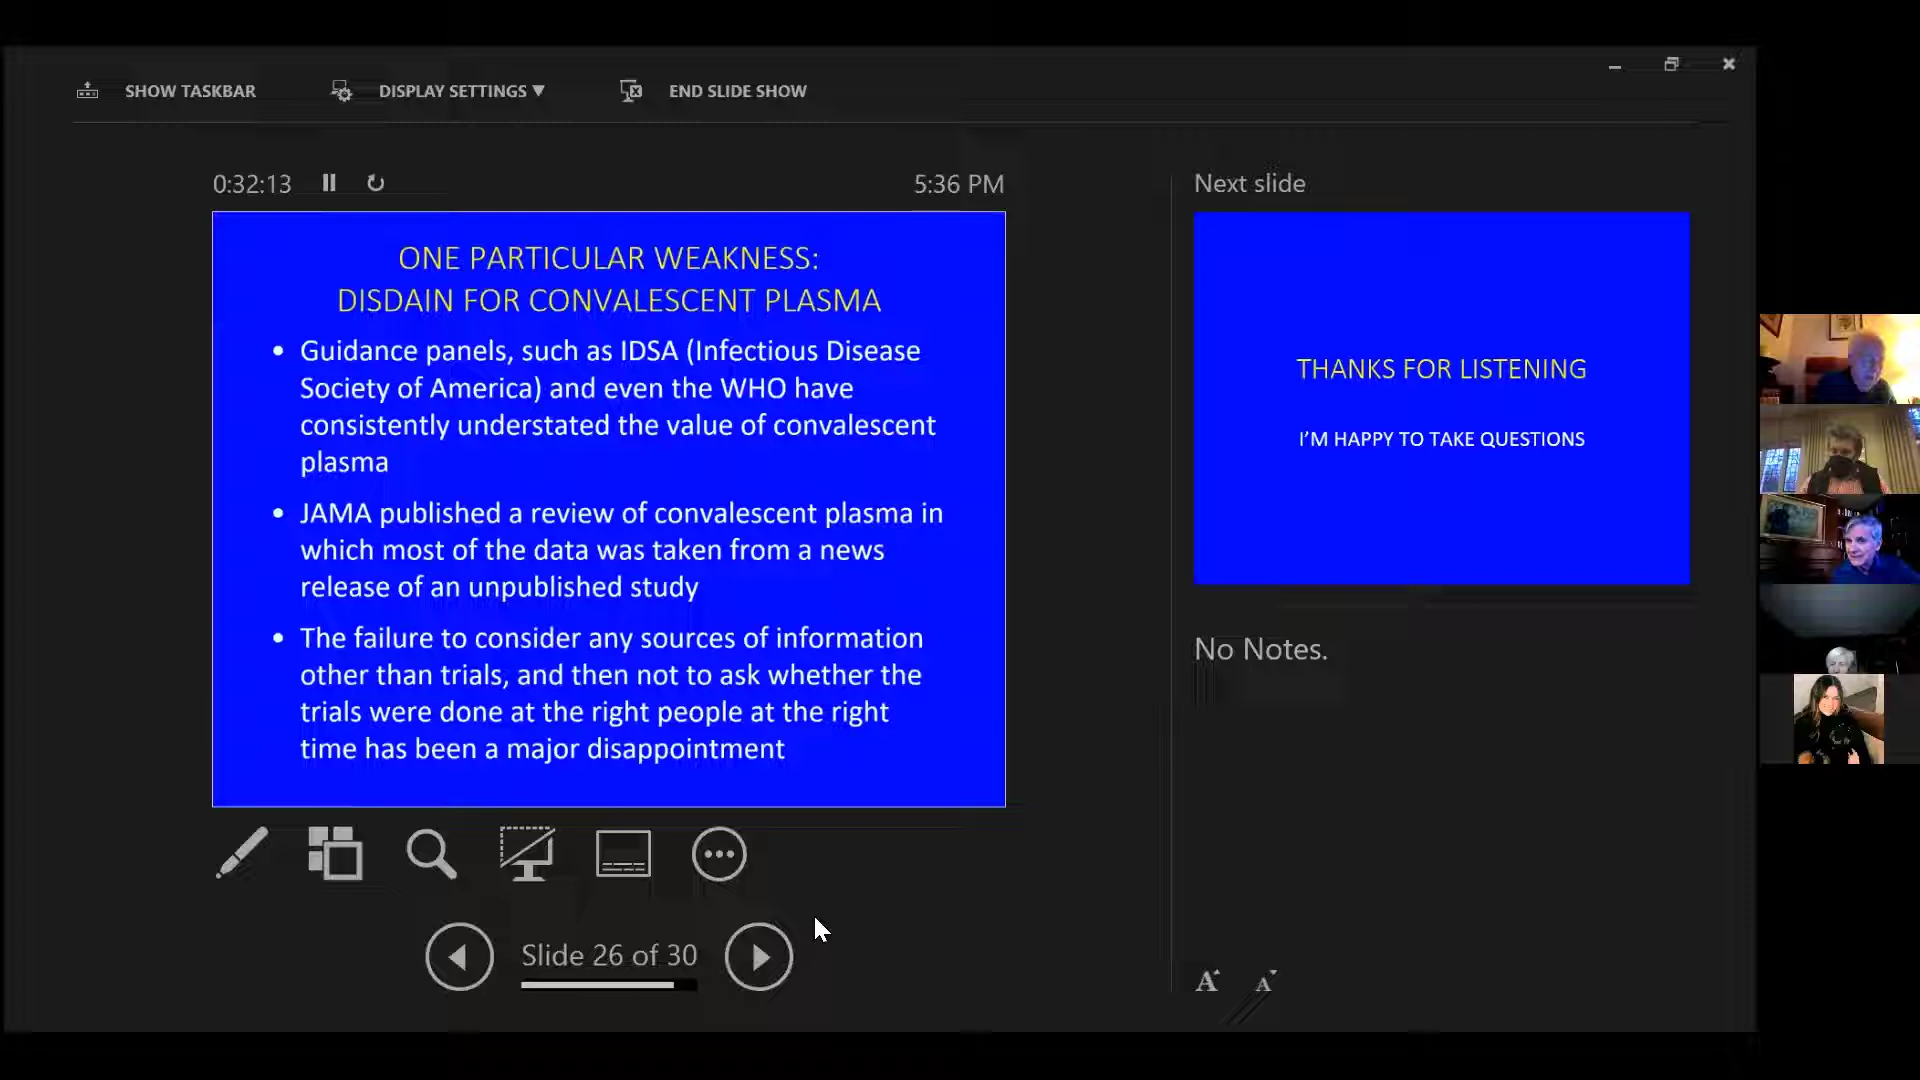 SHOW TASKBAR
DISPLAY SETTINGS ▼
END SLIDE SHOW
0:32:13
5:36 PM
ONE PARTICULAR WEAKNESS:
DISDAIN FOR CONVALESCENT PLASMA
• Guidance panels, such as IDSA (Infectious Disease
Society of America) and even the WHO have
consistently understated the value of convalescent
plasma
• JAMA published a review of convalescent plasma in
which most of the data was taken from a news
release of an unpublished study
• The failure to consider any sources of information
other than trials, and then not to ask whether the
trials were done at the right people at the right
time has been a major disappointment
Slide 26 of 30
Next slide
THANKS FOR LISTENING
I'M HAPPY TO TAKE QUESTIONS
No Notes.
A A